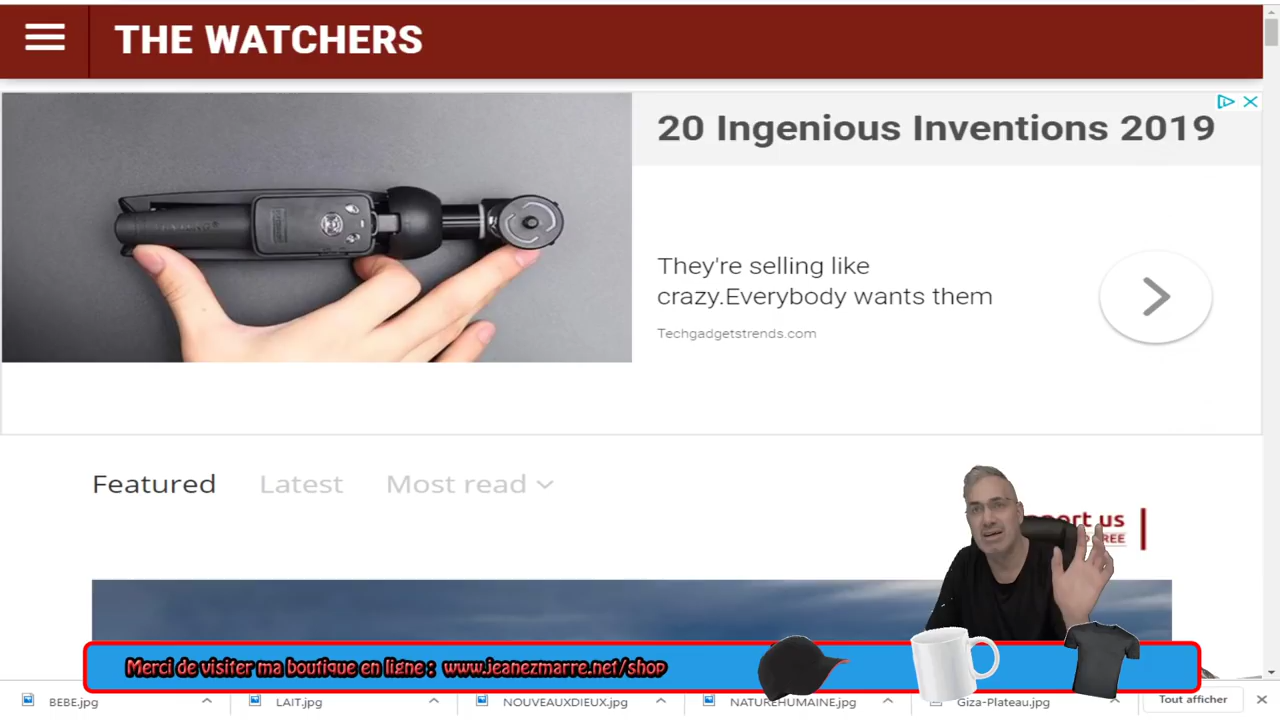 THE WATCHERS
20 Ingenious Inventions 2019
They're selling like
crazy.Everybody wants them
Techgadgetstrends.com
Featured Latest Most read
us
REE
Merci de visiter ma boutique en ligne : www.jeanezmarre.net/shop
BEBE.jpg LAIT.jpg NOUVEAUXDIEUX.jpg NATUREHUMAINE.jpg Giza-Plateau.jpg Tout afficher